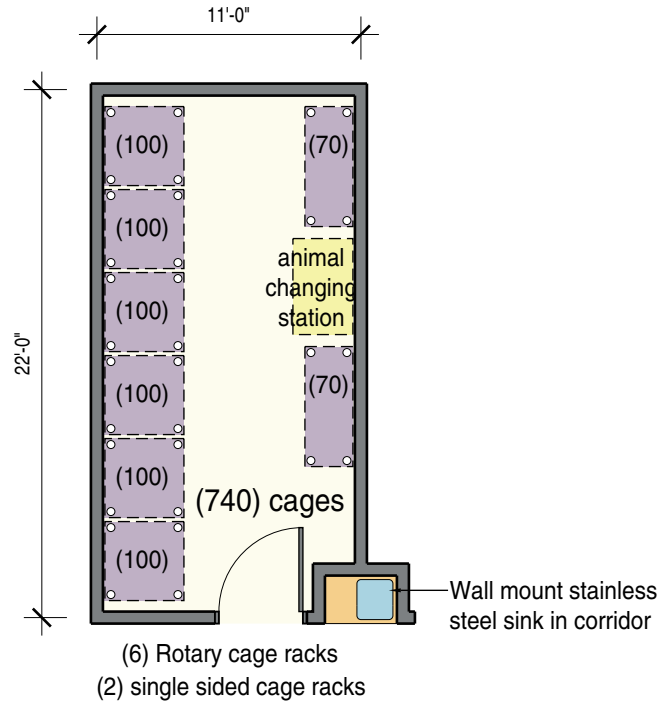 11'-0"
(100)
(70)
(100)
animal
changing
station
(100)
22'-0"
(100)
(70)
(100)
(740) cages
(100)
Wall mount stainless
steel sink in corridor
(6) Rotary cage racks
(2) single sided cage racks